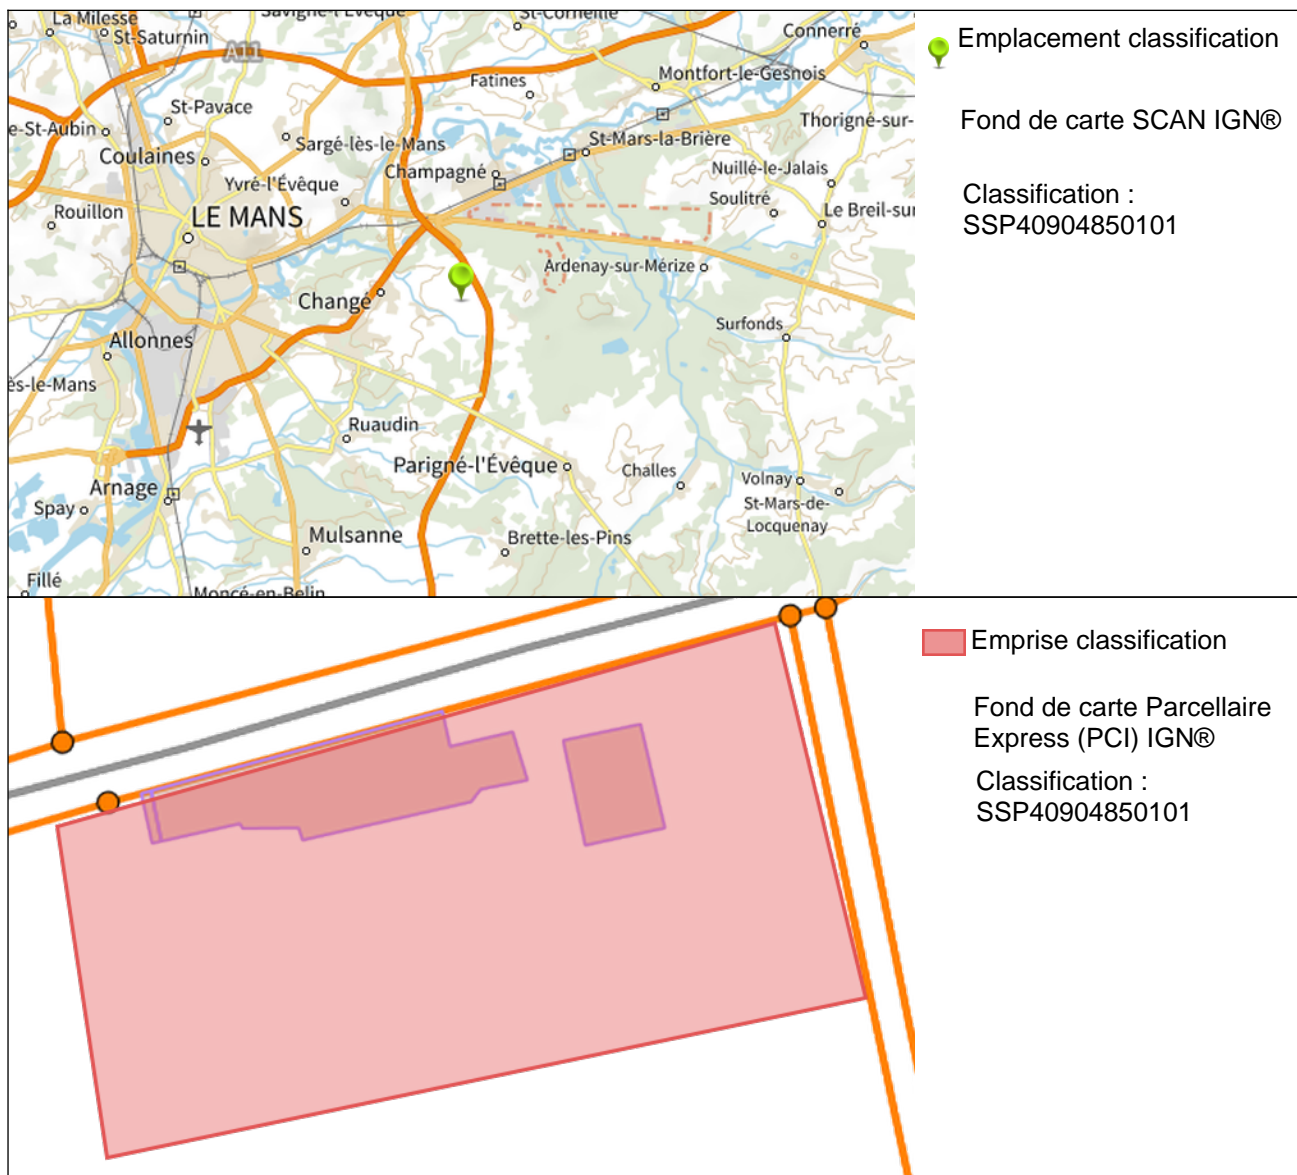 La Milesse
Savigné-l'Évêque
St-Corneille
Connerré
St-Saturnin
A11
Fatines
Montfort-le-Gesnois
St-Pavace
Thorigné-sur-
e-St-Aubin
Sargé-lès-le-Mans
St-Mars-la-Brière
Coulaines
Champagné
Nuillé-le-Jalais
Yvré-l'Évêque
Soulitré
Rouillon
LE MANS
Le Breil-sur
Ardenay-sur-Mérize
Changé
Surfonds
Allonnes
ès-le-Mans
Ruaudin
Parigné-l'Évêque
Challes
Volnay
Arnage
St-Mars-de-
Locquenay
Spay
Mulsanne
Brette-les-Pins
Fillé
Moncé-en-Belin
Emplacement classification
Fond de carte SCAN IGN®
Classification :
SSP40904850101
Emprise classification
Fond de carte Parcellaire
Express (PCI) IGN®
Classification :
SSP40904850101